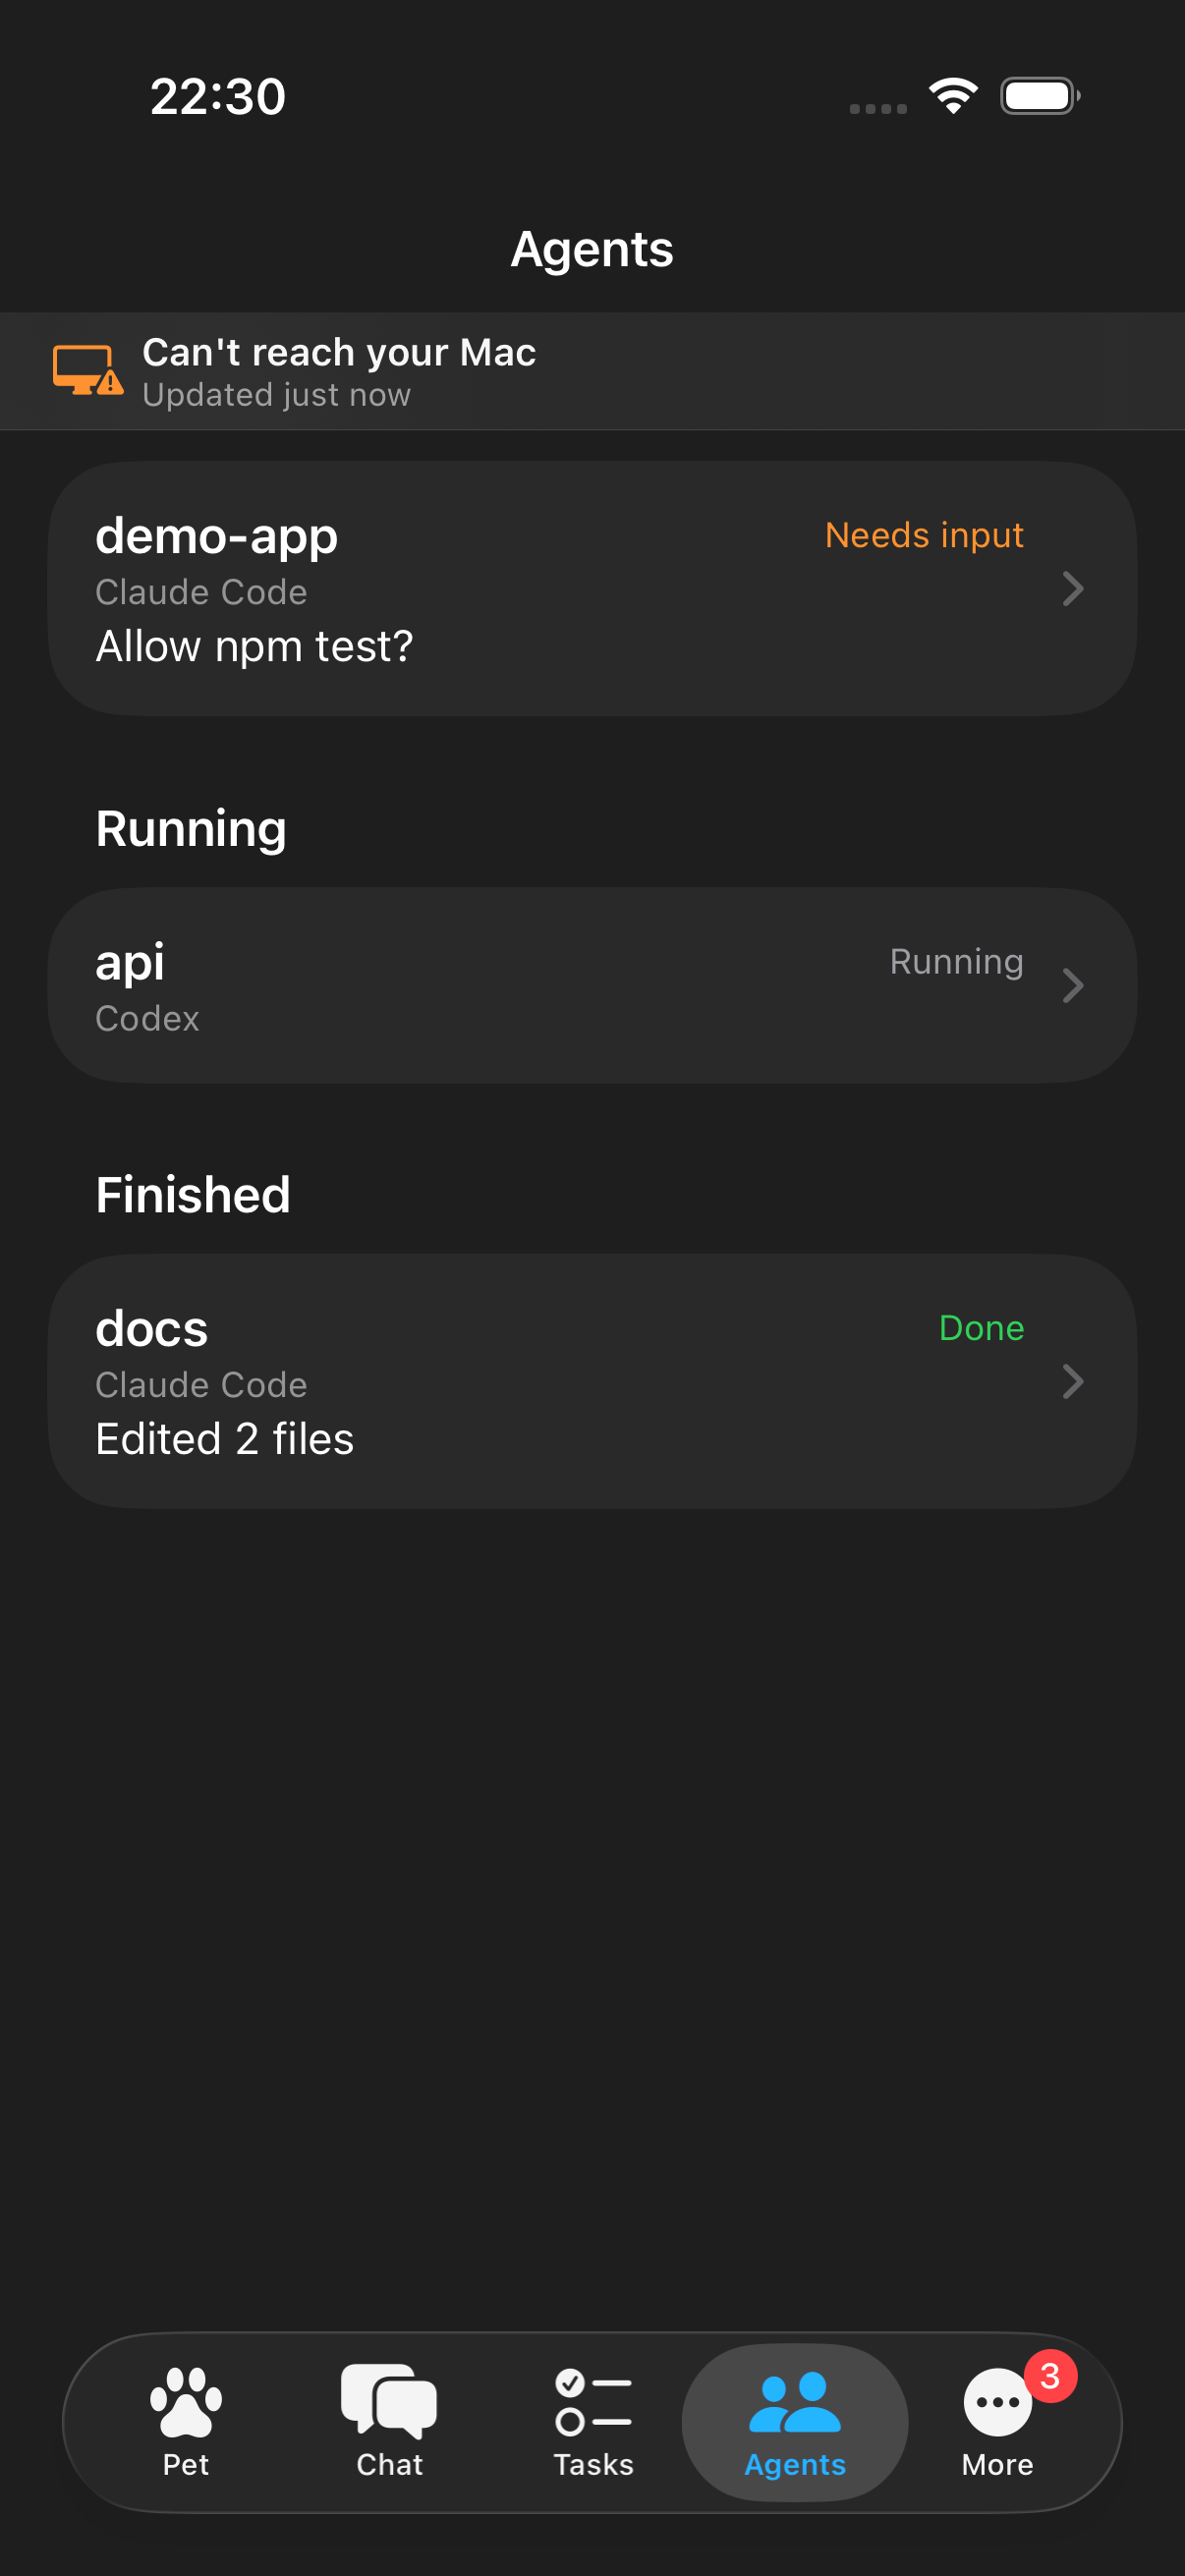 22:30
Agents
Can't reach your Mac
Updated just now
demo-app
Needs input
Claude Code
Allow npm test?
Running
api
Running
Codex
Finished
docs
Done
Claude Code
Edited 2 files
3
Pet
Chat
Tasks
Agents
More